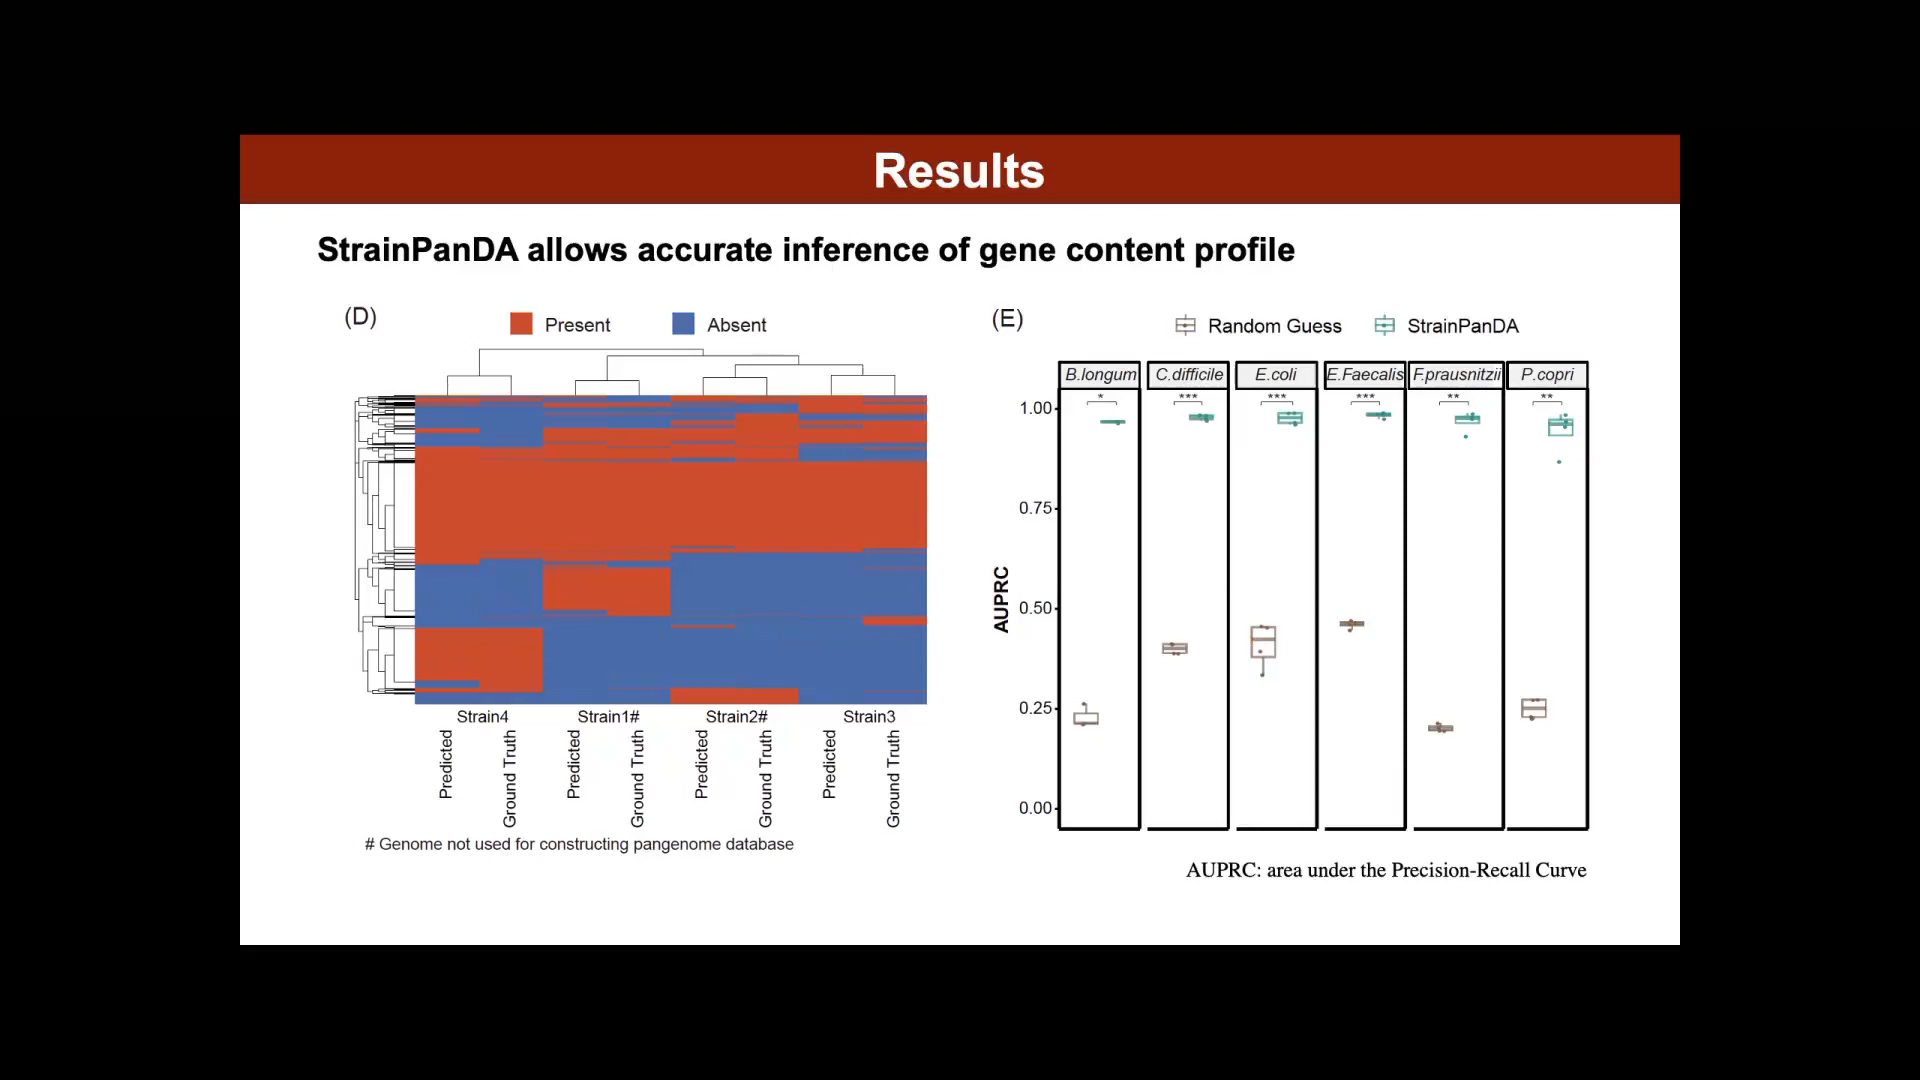 Results
StrainPanDA allows accurate inference of gene content profile
(D)
Present Absent
Strain4 Strain1# Strain2# Strain3
Predicted Ground Truth Predicted Ground Truth Predicted Ground Truth Predicted Ground Truth
# Genome not used for constructing pangenome database
(E)
Random Guess StrainPanDA
B.longum C.difficile E.coli E.Faecalis F.prausnitzii P.copri
* *** *** *** ** **
1.00
0.75
0.50
0.25
0.00
AUPRC
AUPRC: area under the Precision-Recall Curve